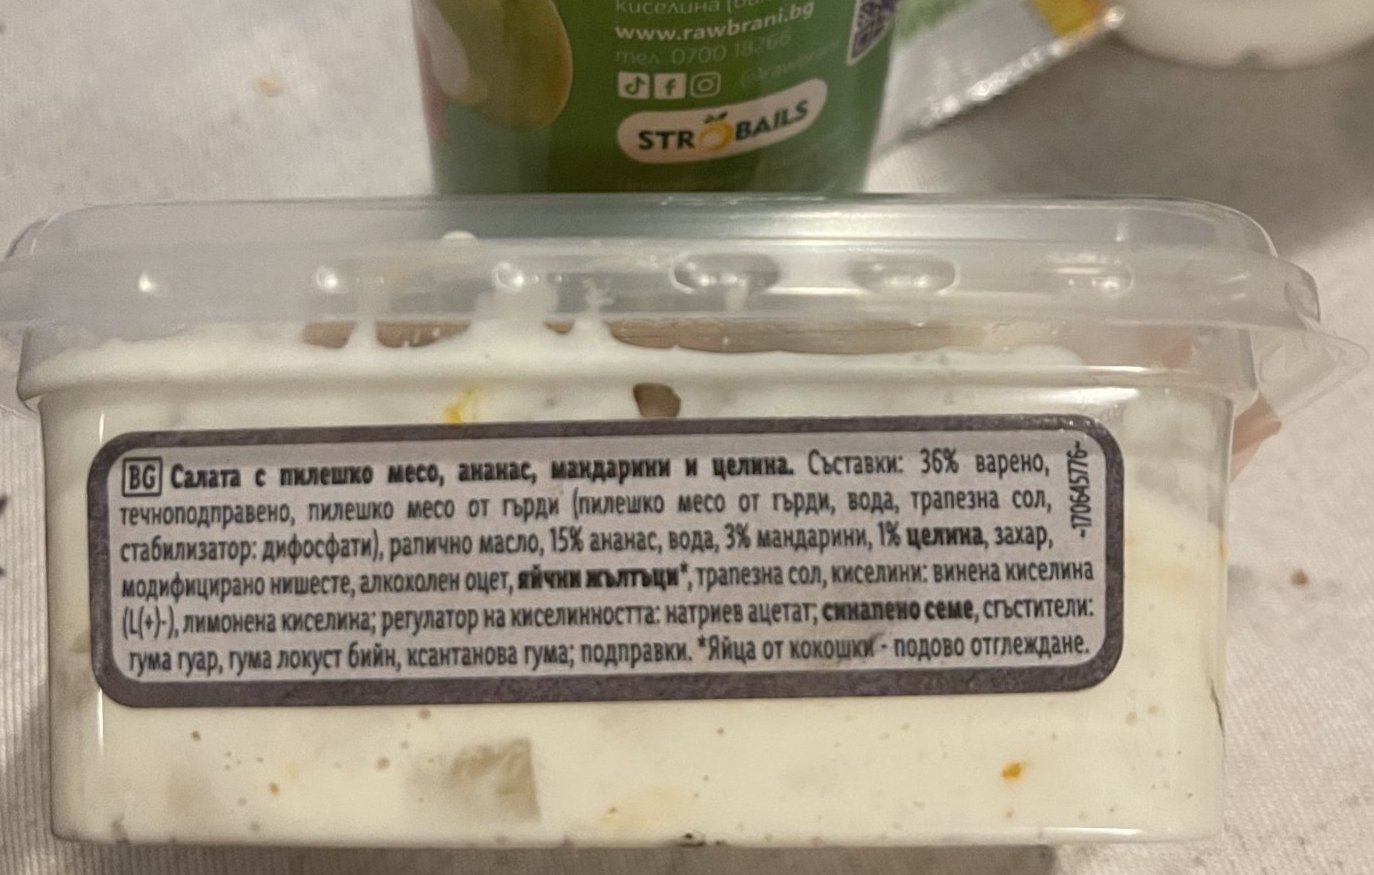 киселина
www.rawbrani.bg
тел. 0700 18266
STROBAILS
BG Салата с пилешко месо, ананас, мандарини и целина. Съставки: 36% варено,
течноподправено, пилешко месо от гърди (пилешко месо от гърди, вода, трапезна сол,
стабилизатор: дифосфати), рапично масло, 15% ананас, вода, 3% мандарини, 1% целина, захар,
модифицирано нишесте, алкохолен оцет, яйчни жълтъци*, трапезна сол, киселини: винена киселина
(L(+)-), лимонена киселина; регулатор на киселинността: натриев ацетат; синапено семе, сгъстители:
гума гуар, гума локуст бийн, ксантанова гума; подправки. *Яйца от кокошки - подово отглеждане.
-170645776-